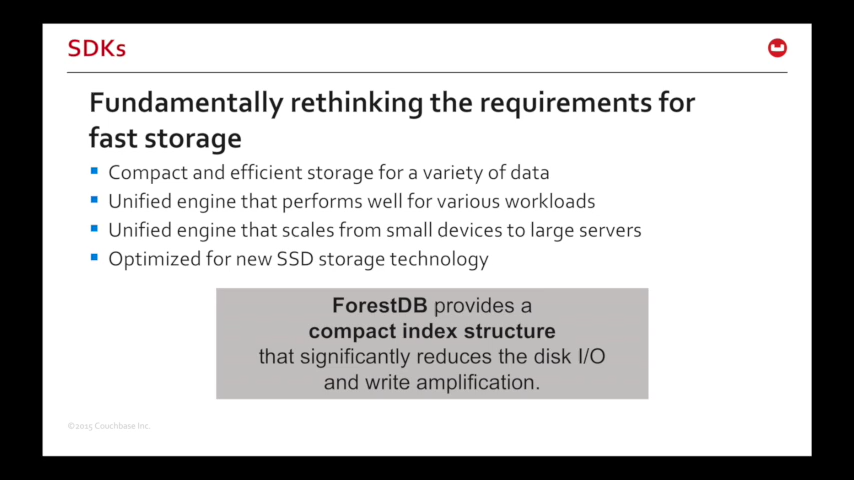 SDKs
Fundamentally rethinking the requirements for
fast storage
Compact and efficient storage for a variety of data
Unified engine that performs well for various workloads
Unified engine that scales from small devices to large servers
Optimized for new SSD storage technology
ForestDB provides a
compact index structure
that significantly reduces the disk I/O
and write amplification.
©2015 Couchbase Inc.